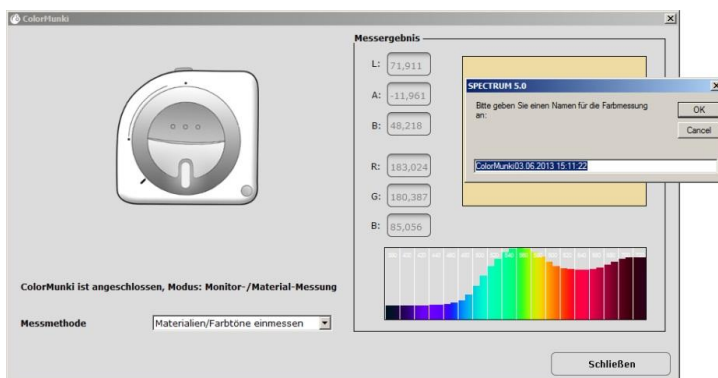 ColorMunki
Messergebnis
L: 71,911
A: -11,961
B: 48,218
R: 183,024
G: 180,387
B: 85,056
SPECTRUM 5.0
Bitte geben Sie einen Namen für die Farbmessung
an:
OK
Cancel
ColorMunki03.06.2013 15:11:22
ColorMunki ist angeschlossen, Modus: Monitor-/Material-Messung
Messmethode
Materialien/Farbtöne einmessen
Schließen